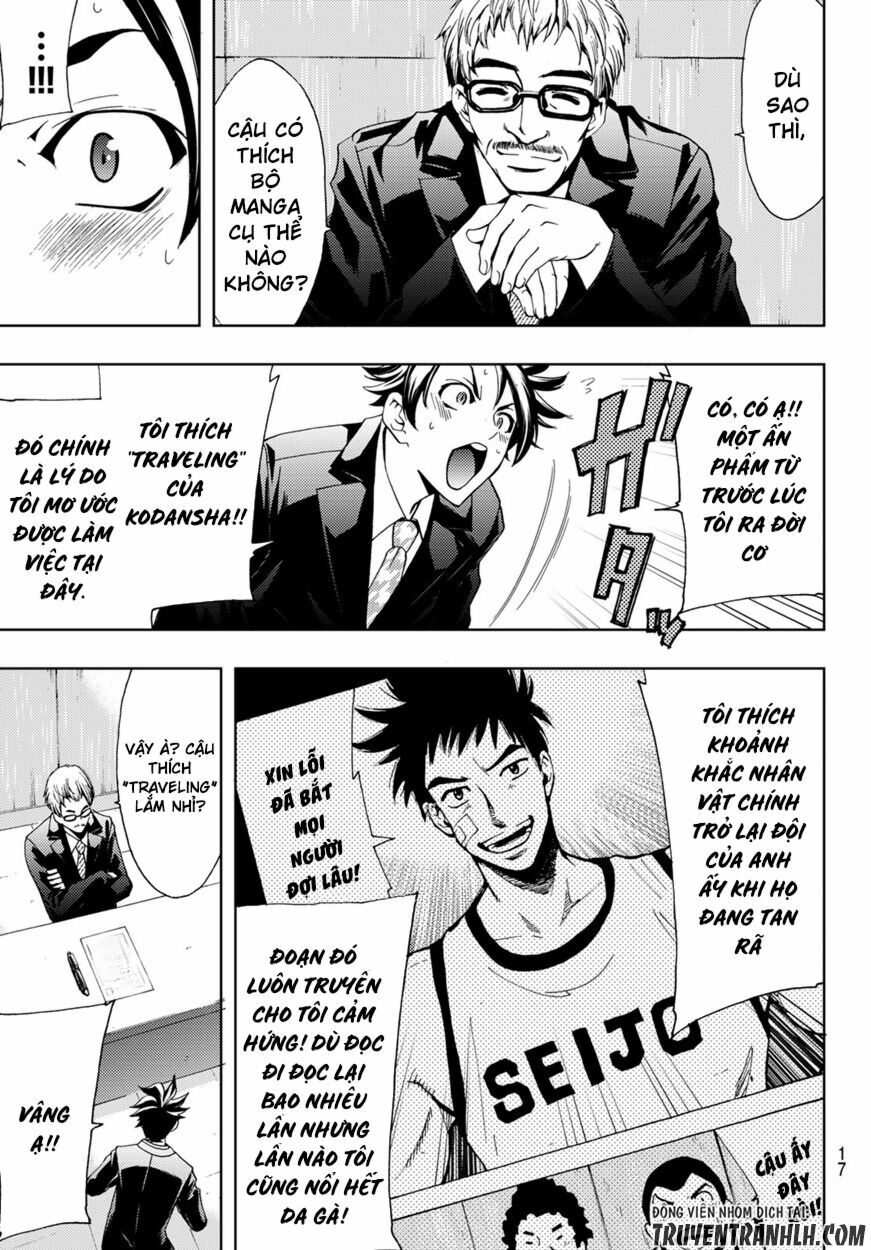 DÙ
SAO
THÌ,
CẬU CÓ
THÍCH
BỘ
MANGA
CỤ THỂ
NÀO
KHÔNG?
...!!!
CÓ, CÓ Ạ!!
MỘT ẤN
PHẨM TỪ
TRƯỚC LÚC
TÔI RA ĐỜI
CƠ
ガタッ
TÔI THÍCH
"TRAVELING"
CỦA
KODANSHA!!
ĐÓ CHÍNH
LÀ LÝ DO
TÔI MƠ ƯỚC
ĐƯỢC LÀM
VIỆC TẠI
ĐÂY.
TÔI THÍCH
KHOẢNH
KHẮC NHÂN
VẬT CHÍNH
TRỞ LẠI ĐỘI
CỦA ANH
ẤY KHI HỌ
ĐANG TAN
RÃ
XIN LỖI
ĐÃ BẮT
MỌI
NGƯỜI
ĐỢI LÂU!
SEIJO
CẬU ẤY
ĐÂY
ĐOẠN ĐÓ
LUÔN TRUYỀN
CHO TÔI CẢM
HỨNG! DÙ ĐỌC
ĐI ĐỌC LẠI
BAO NHIÊU
LẦN NHƯNG
LẦN NÀO TÔI
CŨNG NỔI HẾT
DA GÀ!
VẬY À? CẬU
THÍCH
"TRAVELING"
LẮM NHỈ?
VÂNG
Ạ!!
17
ĐỘNG VIÊN NHÓM DỊCH TẠI:
TRUYENTRANHLH.COM